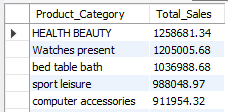 Product_Category Total_Sales
HEALTH BEAUTY 1258681.34
Watches present 1205005.68
bed table bath 1036988.68
sport leisure 988048.97
computer accessories 911954.32